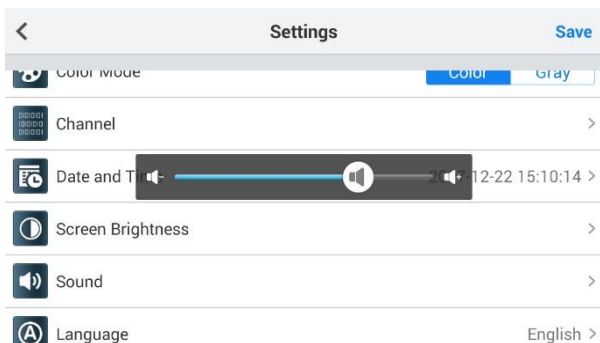 Settings
Save
Color Mode
Color
Gray
Channel
Date and
-12-22 15:10:14
Screen Brightness
Sound
Language
English